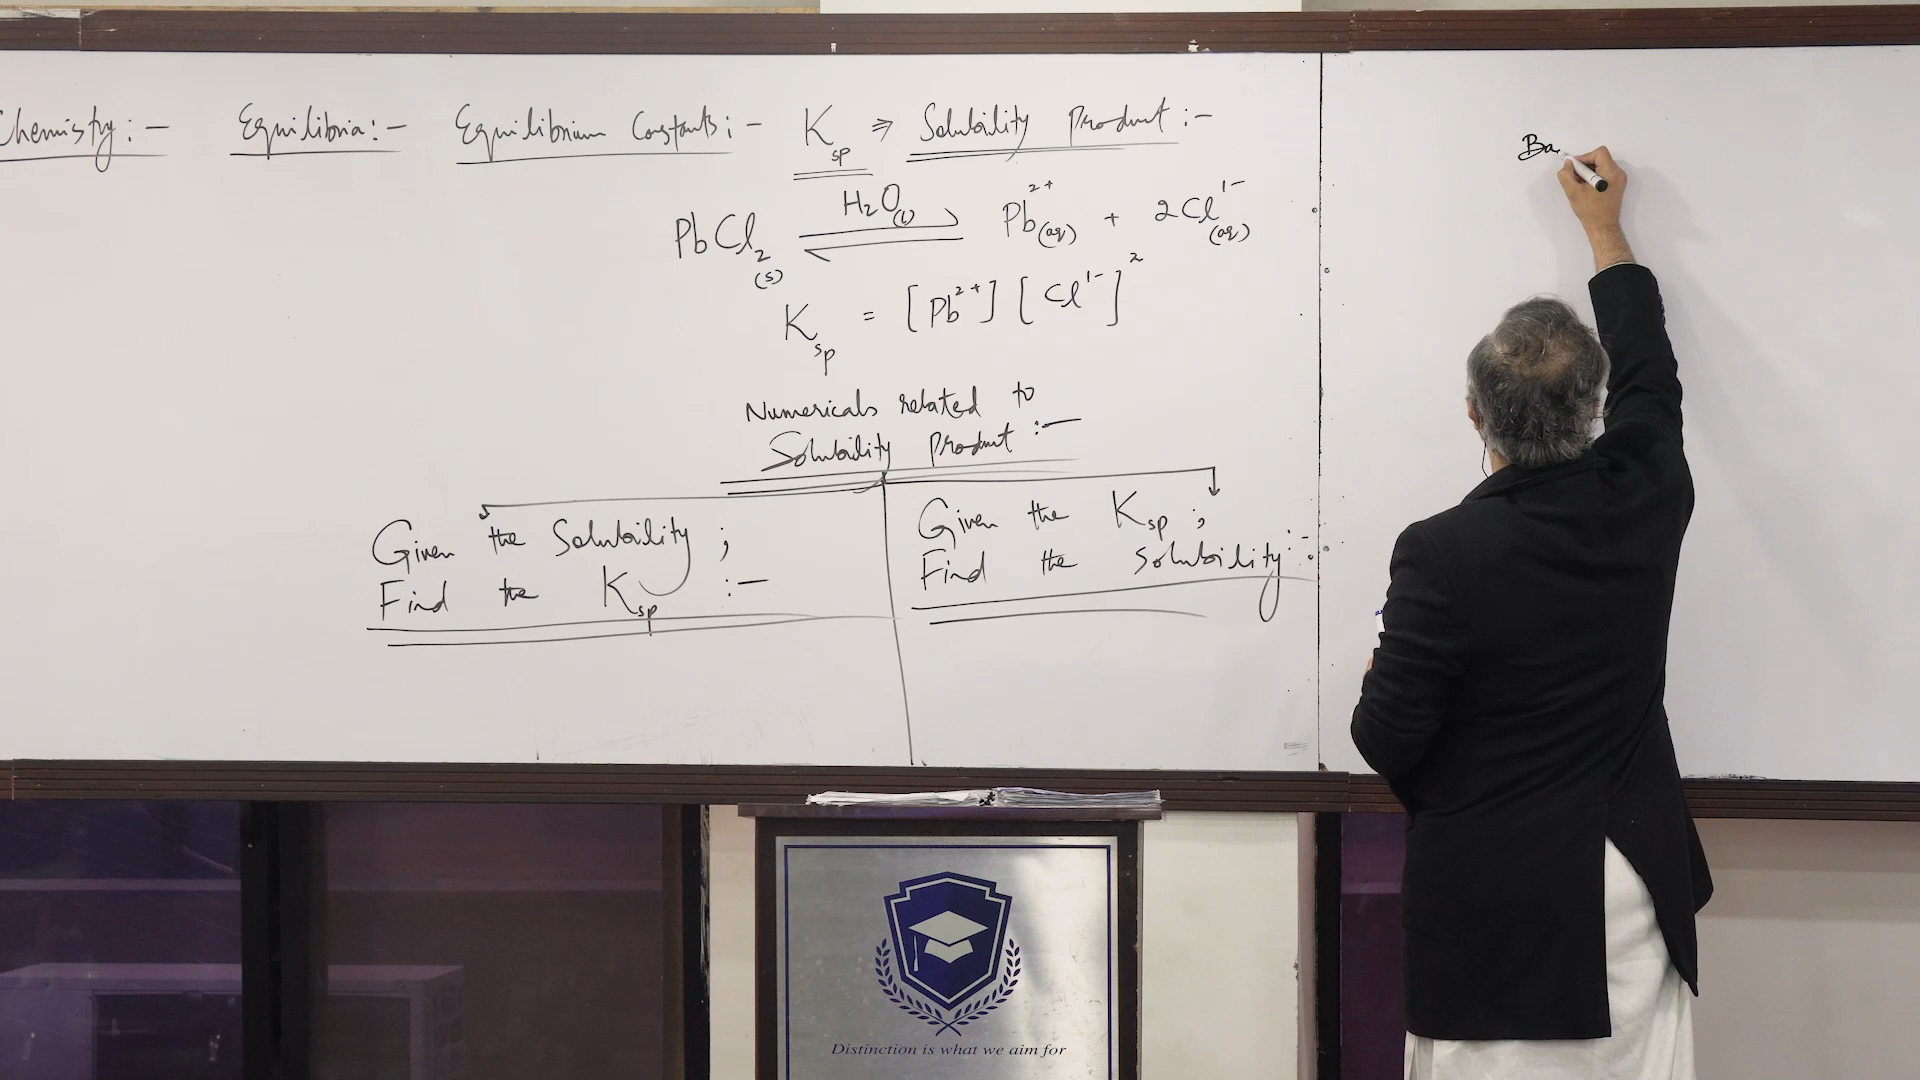 Chemistry:- Equilibria:- Equilibrium Constants:- Ksp ⇒ Solubility Product:-
PbCl₂(s) ⇌ H₂O(l) Pb²⁺(aq) + 2Cl¹⁻(aq)
Ksp = [Pb²⁺][Cl¹⁻]²
Numericals related to
Solubility Product :-
Given the Solubility ;
Find the Ksp :-
Given the Ksp ;
Find the solubility :-
Ba
Distinction is what we aim for